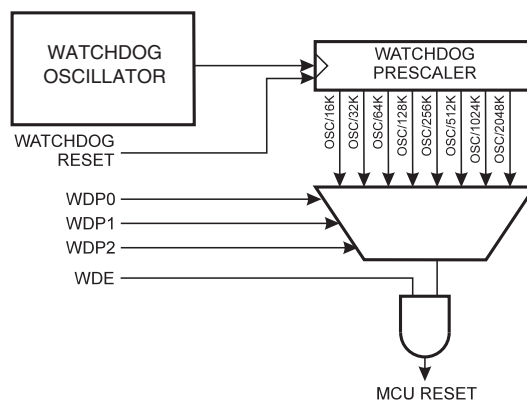 WATCHDOG
OSCILLATOR
WATCHDOG
PRESCALER
WATCHDOG
RESET
OSC/16K
OSC/32K
OSC/64K
OSC/128K
OSC/256K
OSC/512K
OSC/1024K
OSC/2048K
WDP0
WDP1
WDP2
WDE
MCU RESET